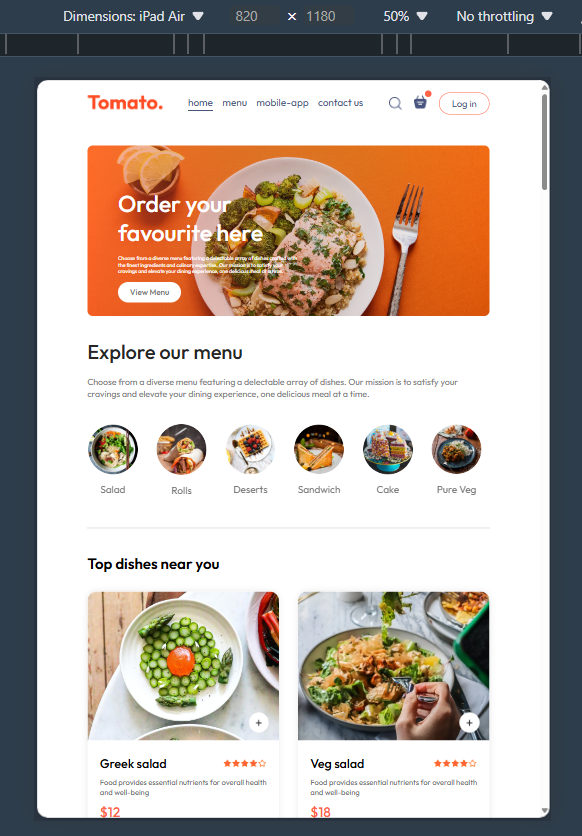 Dimensions: iPad Air 820 × 1180 50% No throttling
Tomato. home menu mobile-app contact us Log in
Order your
favourite here
Choose from a diverse menu featuring a delectable array of dishes crafted with
the finest ingredients and culinary expertise. Our mission is to satisfy your
cravings and elevate your dining experience, one delicious meal at a time.
View Menu
Explore our menu
Choose from a diverse menu featuring a delectable array of dishes. Our mission is to satisfy your
cravings and elevate your dining experience, one delicious meal at a time.
Salad Rolls Deserts Sandwich Cake Pure Veg
Top dishes near you
Greek salad
Food provides essential nutrients for overall health
and well-being
$12
Veg salad
Food provides essential nutrients for overall health
and well-being
$18